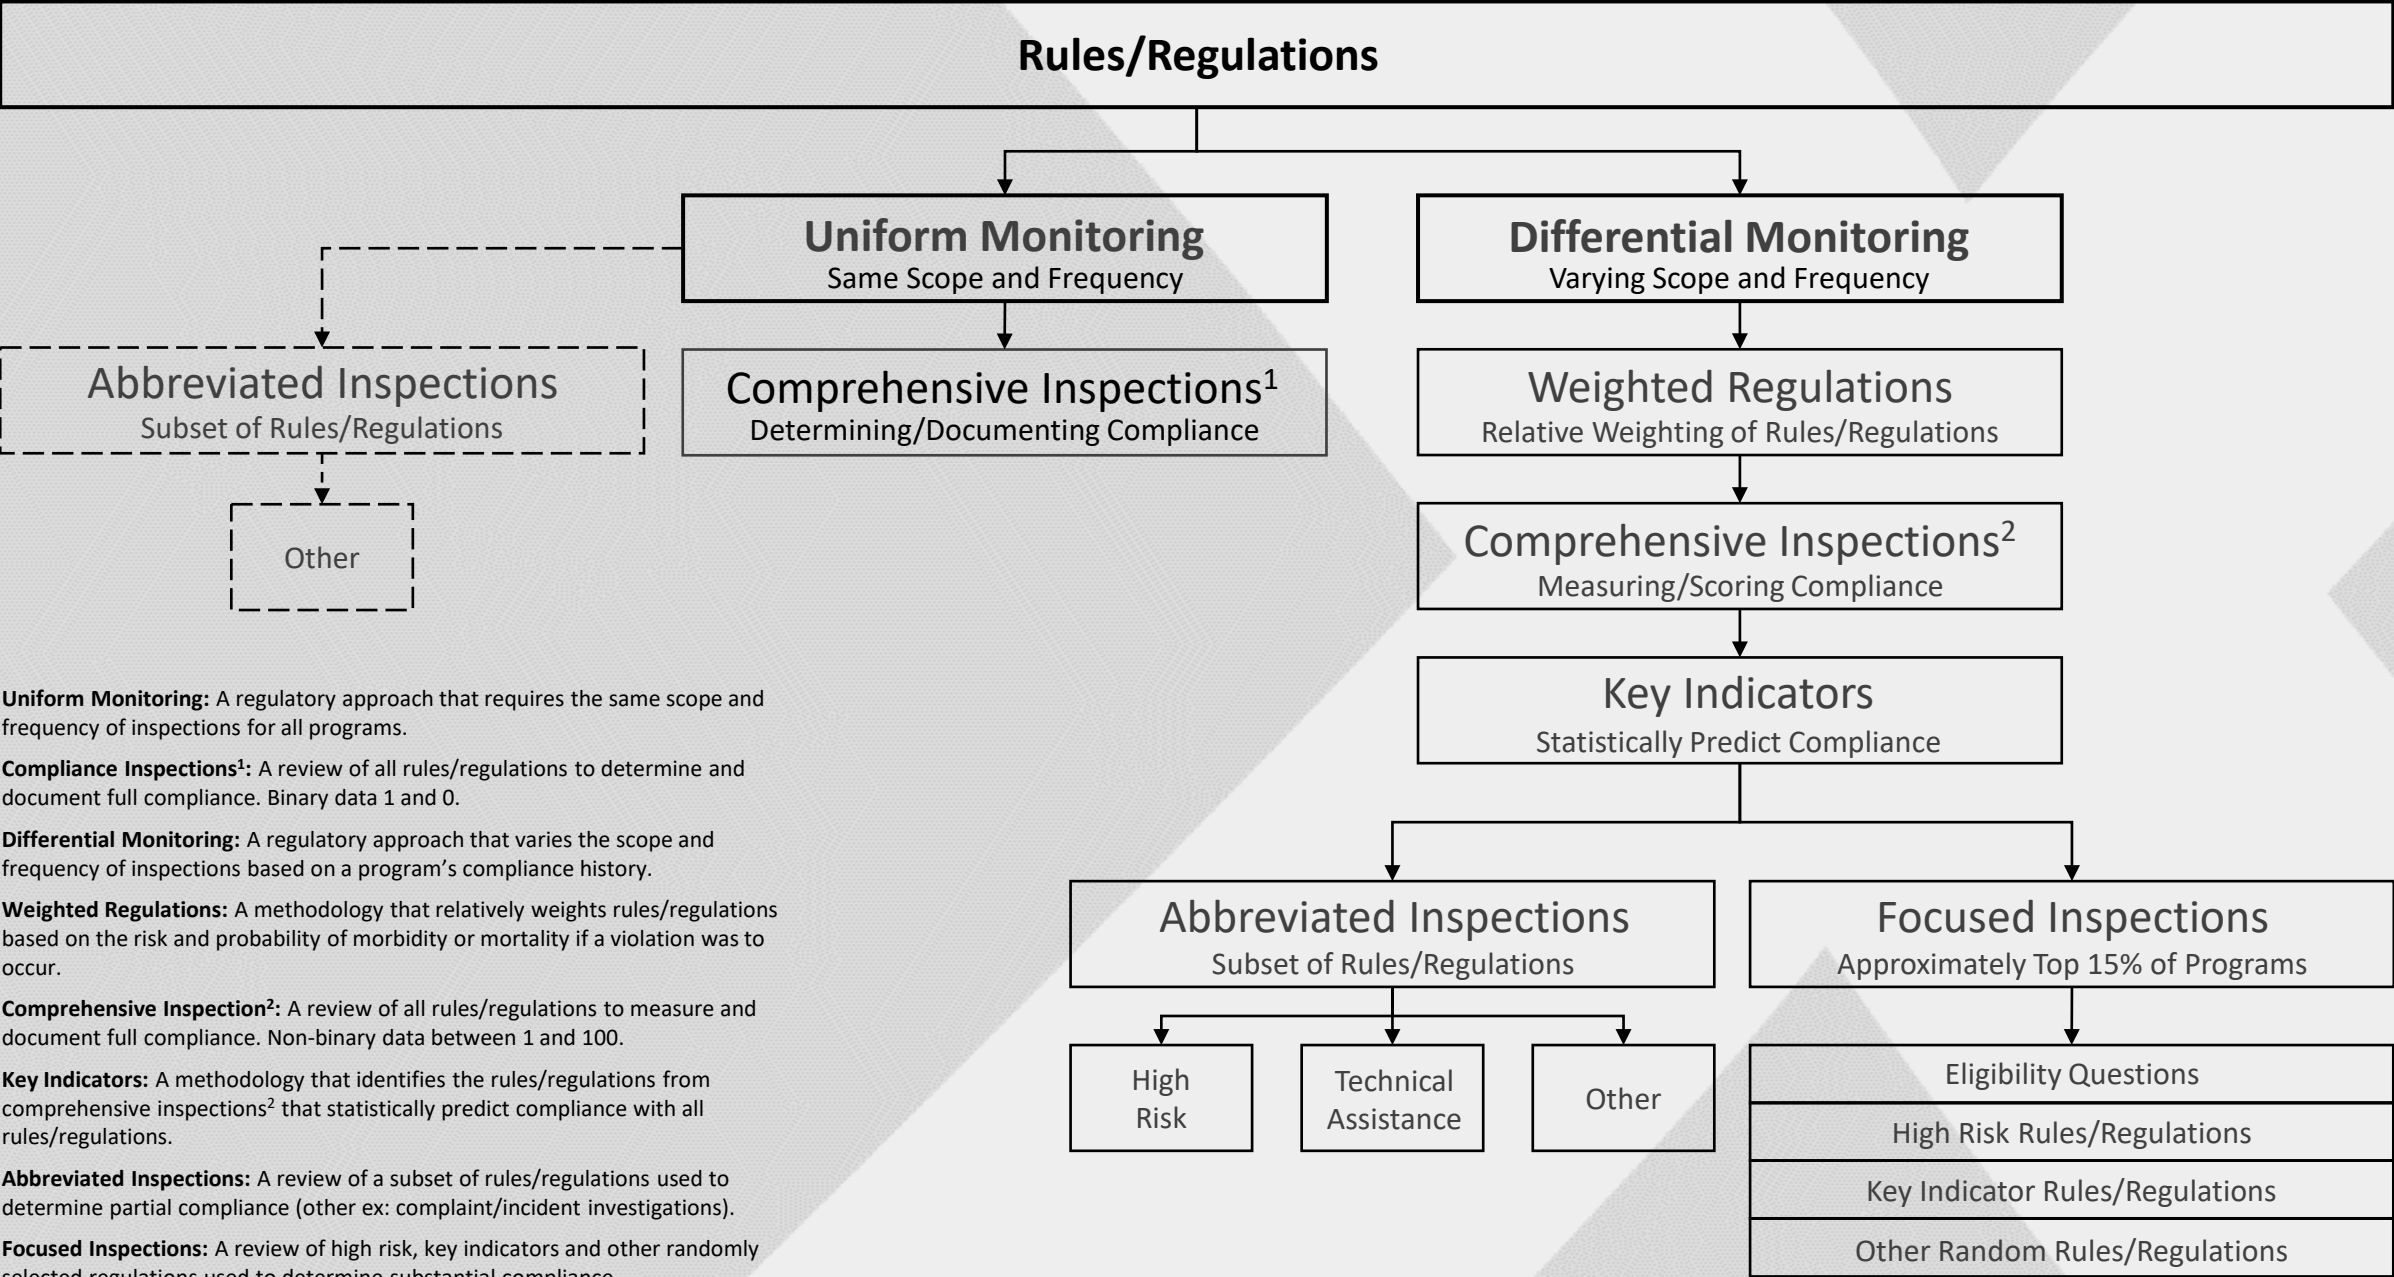 Rules/Regulations
Uniform Monitoring
Same Scope and Frequency
Differential Monitoring
Varying Scope and Frequency
Abbreviated Inspections
Subset of Rules/Regulations
Comprehensive Inspections¹
Determining/Documenting Compliance
Weighted Regulations
Relative Weighting of Rules/Regulations
Other
Comprehensive Inspections²
Measuring/Scoring Compliance
Key Indicators
Statistically Predict Compliance
Uniform Monitoring: A regulatory approach that requires the same scope and
frequency of inspections for all programs.
Compliance Inspections¹: A review of all rules/regulations to determine and
document full compliance. Binary data 1 and 0.
Differential Monitoring: A regulatory approach that varies the scope and
frequency of inspections based on a program’s compliance history.
Weighted Regulations: A methodology that relatively weights rules/regulations
based on the risk and probability of morbidity or mortality if a violation was to
occur.
Comprehensive Inspection²: A review of all rules/regulations to measure and
document full compliance. Non-binary data between 1 and 100.
Key Indicators: A methodology that identifies the rules/regulations from
comprehensive inspections² that statistically predict compliance with all
rules/regulations.
Abbreviated Inspections: A review of a subset of rules/regulations used to
determine partial compliance (other ex: complaint/incident investigations).
Focused Inspections: A review of high risk, key indicators and other randomly
selected regulations used to determine substantial compliance.
Abbreviated Inspections
Subset of Rules/Regulations
High
Risk
Technical
Assistance
Other
Focused Inspections
Approximately Top 15% of Programs
Eligibility Questions
High Risk Rules/Regulations
Key Indicator Rules/Regulations
Other Random Rules/Regulations